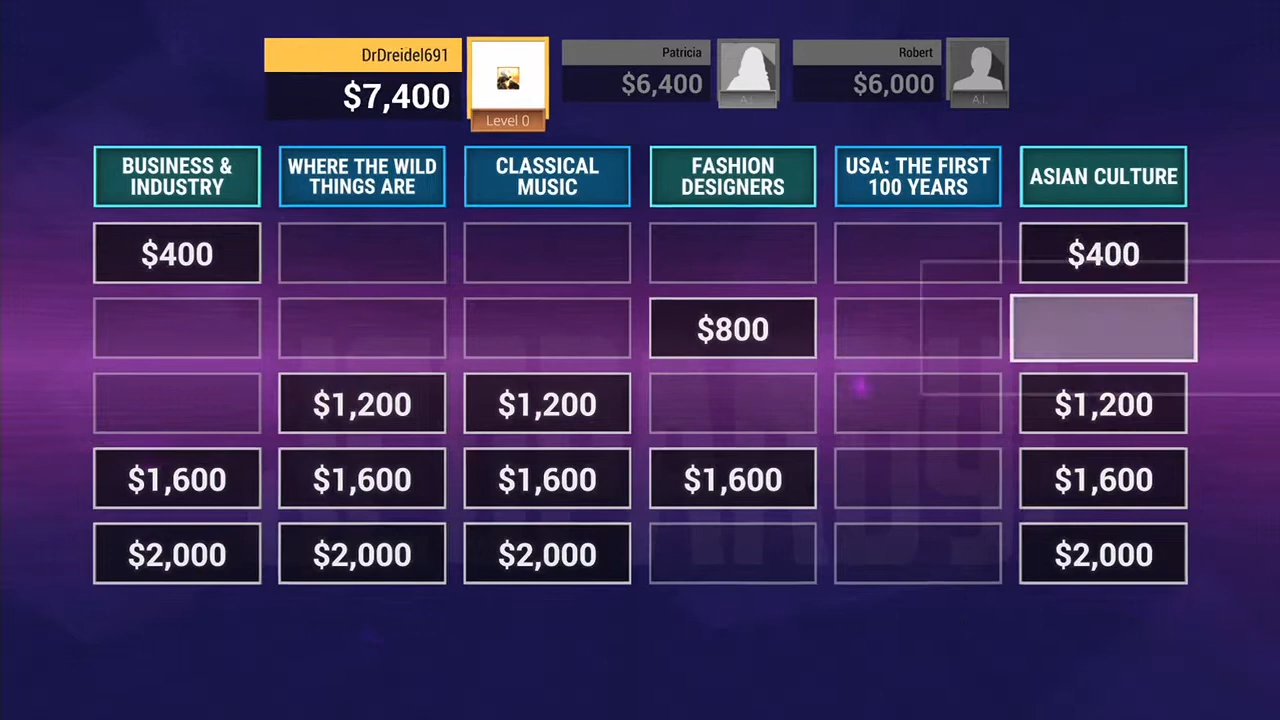 DrDreidel691
$7,400
Level 0
Patricia
$6,400
A.I.
Robert
$6,000
A.I.
BUSINESS &
INDUSTRY
WHERE THE WILD
THINGS ARE
CLASSICAL
MUSIC
FASHION
DESIGNERS
USA: THE FIRST
100 YEARS
ASIAN CULTURE
$400
$400
$800
$1,200
$1,200
$1,200
$1,600
$1,600
$1,600
$1,600
$1,600
$2,000
$2,000
$2,000
$2,000